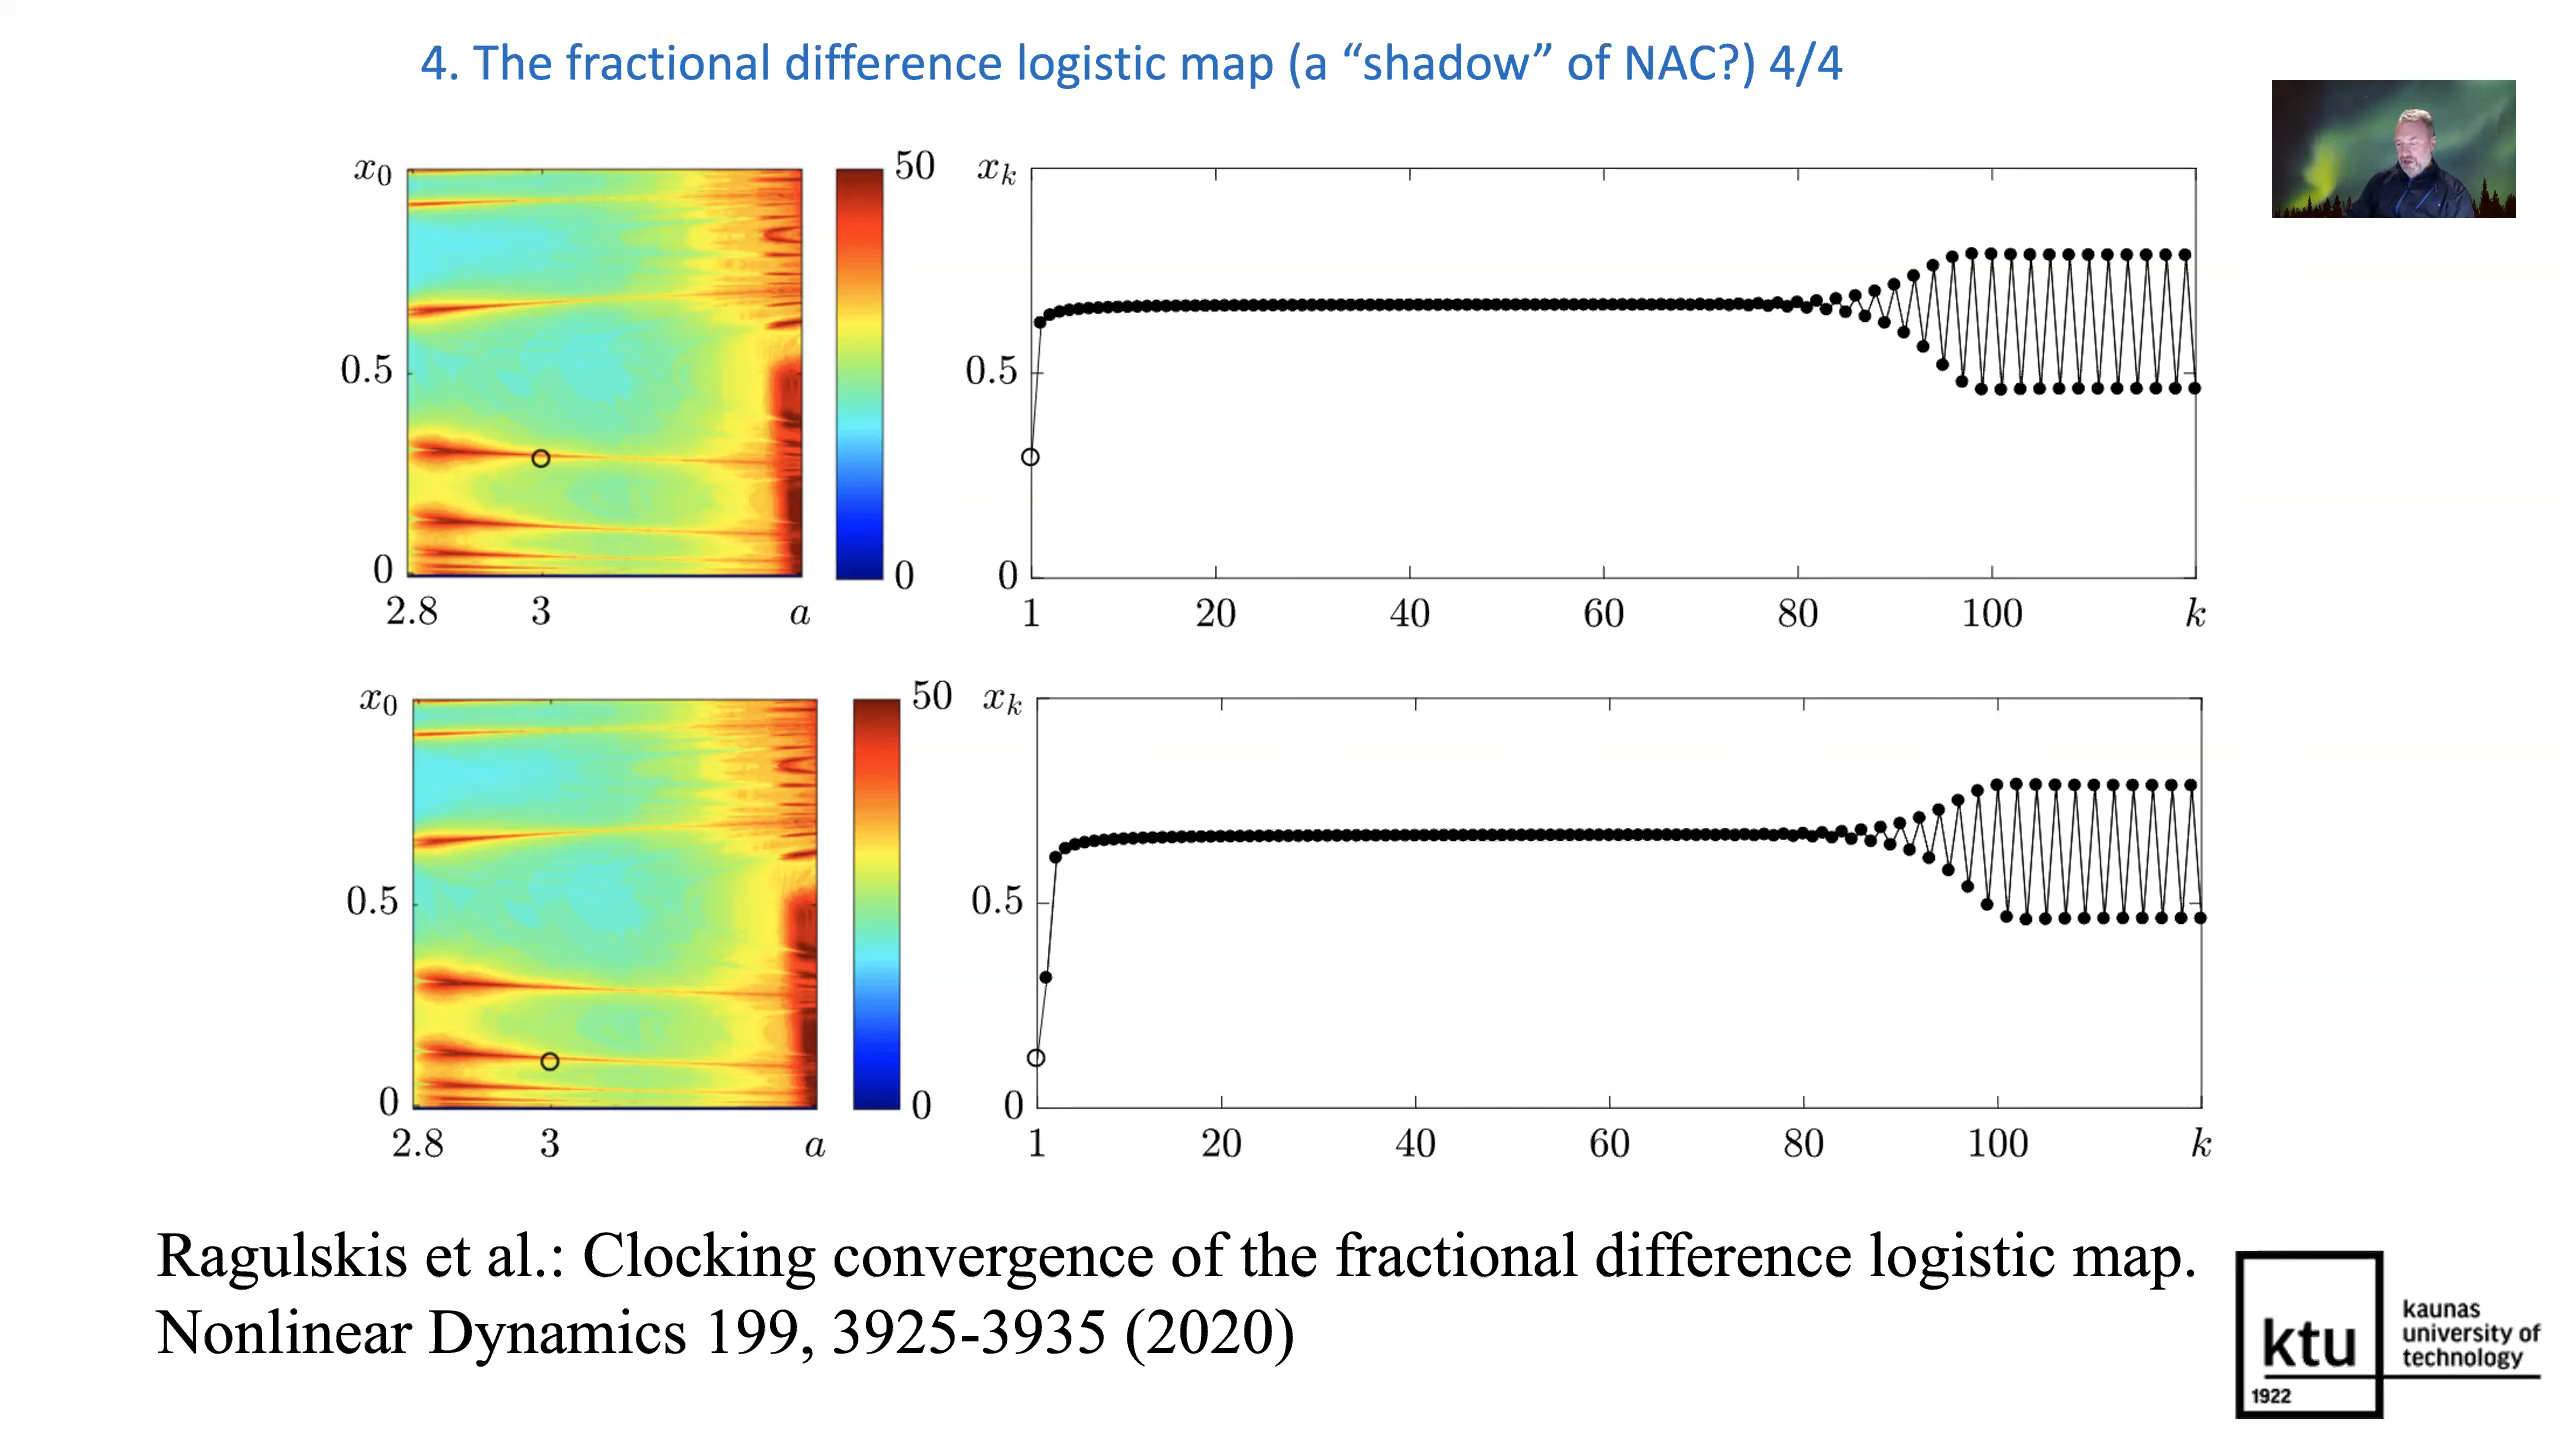 4. The fractional difference logistic map (a “shadow” of NAC?) 4/4
x0
0.5
0
2.8 3 a
50
0
xk
0.5
0
1 20 40 60 80 100 k
x0
0.5
0
2.8 3 a
50
0
xk
0.5
0
1 20 40 60 80 100 k
Ragulskis et al.: Clocking convergence of the fractional difference logistic map.
Nonlinear Dynamics 199, 3925-3935 (2020)
ktu
1922
kaunas
university of
technology